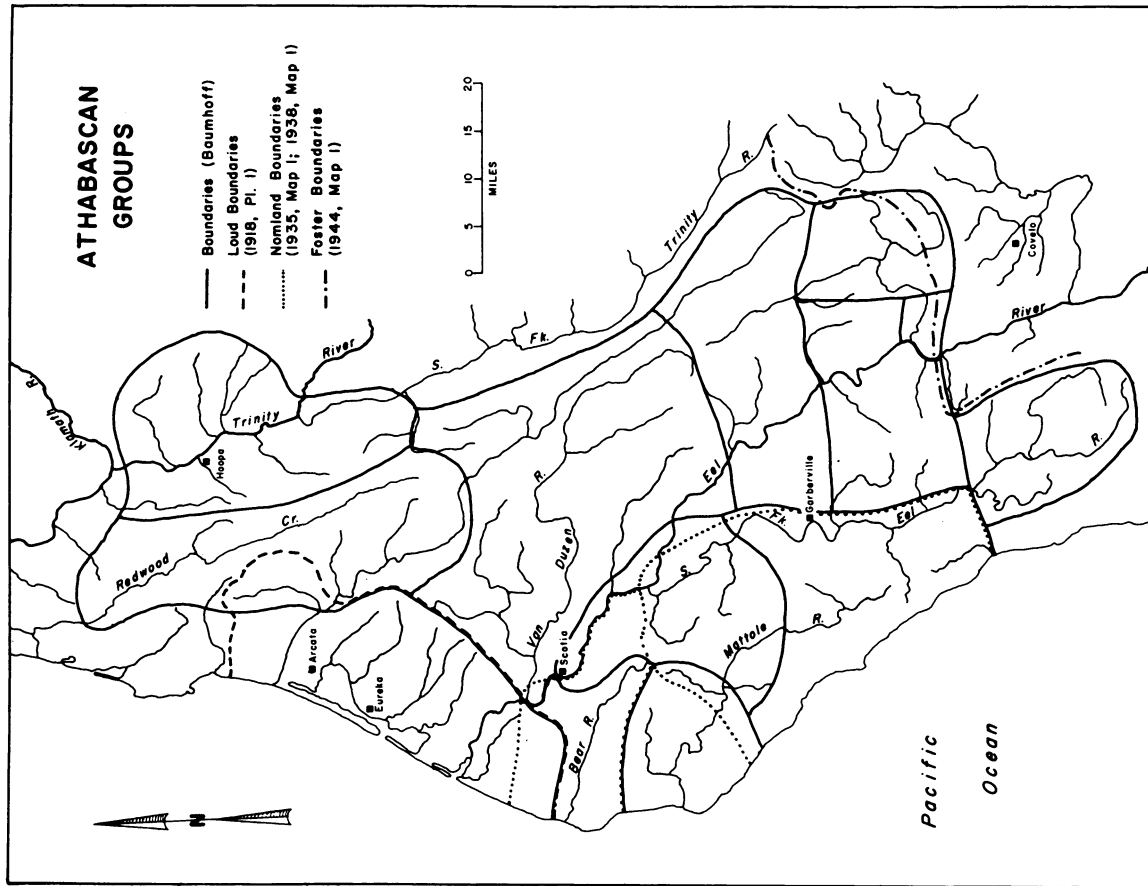 ATHABASCAN
GROUPS
Boundaries (Baumhoff)
Loud Boundaries
(1918, Pl. 1)
Nomland Boundaries
(1935, Map 1; 1938, Map 1)
Foster Boundaries
(1944, Map 1)
0 5 10 15 20
MILES
N
Klamath R.
Trinity
River
Hoopa
Redwood Cr.
S. Fk. Trinity R.
Arcata
Eureka
Van Duzen R.
Scotia
Eel
River
Bear R.
S. Fk. Eel
Mattole R.
Garberville
Covelo
R.
Pacific
Ocean